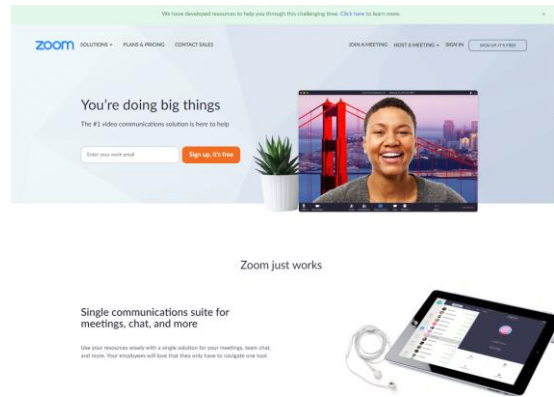 We have developed resources to help you through this challenging time. Click here to learn more.
zoom SOLUTIONS PLANS & PRICING CONTACT SALES JOIN A MEETING HOST A MEETING SIGN IN SIGN UP, IT'S FREE
You're doing big things
The #1 video communications solution is here to help
Enter your work email Sign up, it's free
Zoom just works
Single communications suite for
meetings, chat, and more
Use your resources wisely with a single solution for your meetings, team chat,
and more. Your employees will love that they only have to navigate one tool.